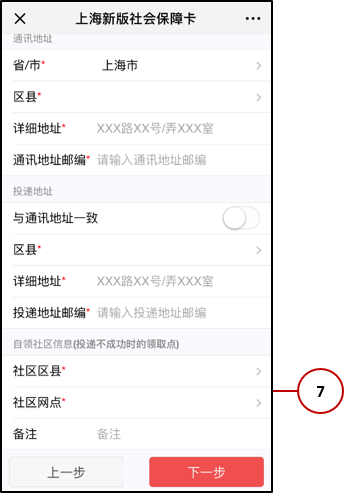 上海新版社会保障卡
通讯地址
省/市* 上海市
区县*
详细地址* XXX路XX号/弄XXX室
通讯地址邮编* 请输入通讯地址邮编
投递地址
与通讯地址一致
区县*
详细地址* XXX路XX号/弄XXX室
投递地址邮编* 请输入投递地址邮编
自领社区信息(投递不成功时的领取点)
社区区县*
社区网点*
备注 备注
上一步 下一步
7